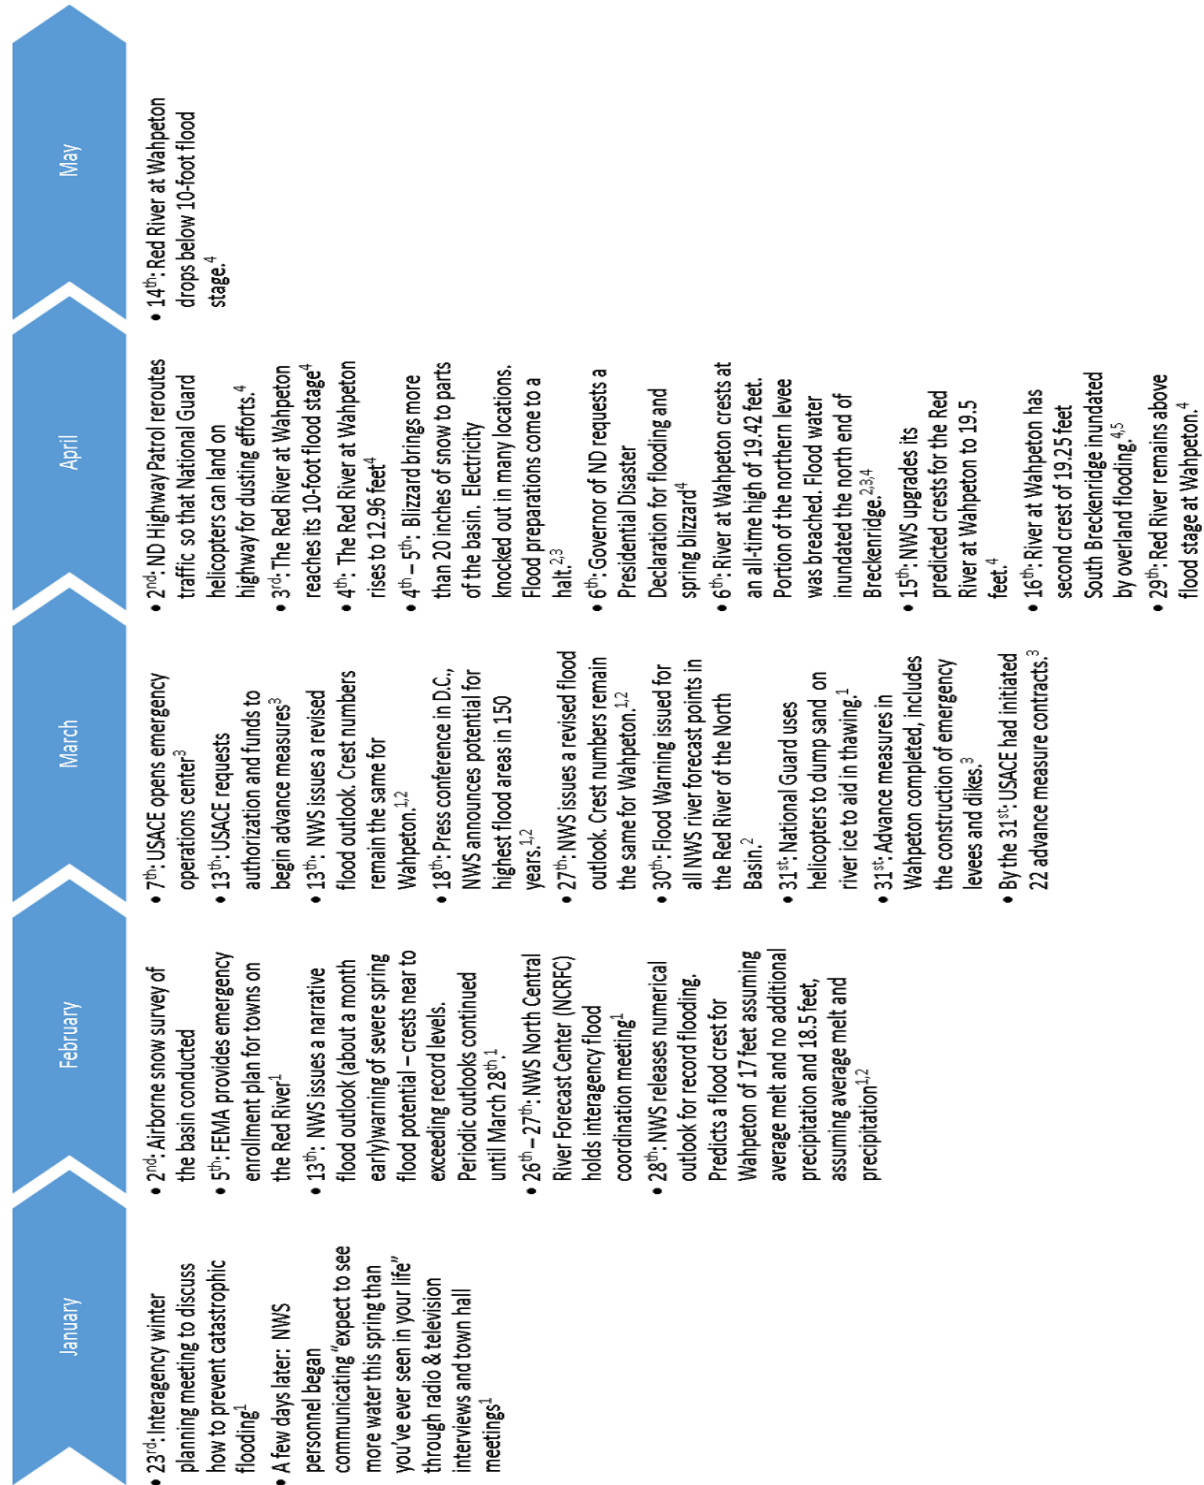 January
• 23rd: Interagency winter
planning meeting to discuss
how to prevent catastrophic
flooding1
• A few days later: NWS
personnel began
communicating “expect to see
more water this spring than
you’ve ever seen in your life”
through radio & television
interviews and town hall
meetings1
February
• 2nd: Airborne snow survey of
the basin conducted
• 5th: FEMA provides emergency
enrollment plan for towns on
the Red River1
• 13th: NWS issues a narrative
flood outlook (about a month
early)warning of severe spring
flood potential – crests near to
exceeding record levels.
Periodic outlooks continued
until March 28th.1
• 26th – 27th: NWS North Central
River Forecast Center (NCRFC)
holds interagency flood
coordination meeting1
• 28th: NWS releases numerical
outlook for record flooding.
Predicts a flood crest for
Wahpeton of 17 feet assuming
average melt and no additional
precipitation and 18.5 feet,
assuming average melt and
precipitation1,2
March
• 7th: USACE opens emergency
operations center3
• 13th: USACE requests
authorization and funds to
begin advance measures3
• 13th: NWS issues a revised
flood outlook. Crest numbers
remain the same for
Wahpeton.1,2
• 18th: Press conference in D.C.,
NWS announces potential for
highest flood areas in 150
years.1,2
• 27th: NWS issues a revised flood
outlook. Crest numbers remain
the same for Wahpeton.1,2
• 30th: Flood Warning issued for
all NWS river forecast points in
the Red River of the North
Basin.2
• 31st: National Guard uses
helicopters to dump sand on
river ice to aid in thawing.1
• 31st: Advance measures in
Wahpeton completed, includes
the construction of emergency
levees and dikes.3
• By the 31st: USACE had initiated
22 advance measure contracts.3
April
• 2nd: ND Highway Patrol reroutes
traffic so that National Guard
helicopters can land on
highway for dusting efforts.4
• 3rd: The Red River at Wahpeton
reaches its 10-foot flood stage4
• 4th: The Red River at Wahpeton
rises to 12.96 feet4
• 4th – 5th: Blizzard brings more
than 20 inches of snow to parts
of the basin. Electricity
knocked out in many locations.
Flood preparations come to a
halt.2,3
• 6th: Governor of ND requests a
Presidential Disaster
Declaration for flooding and
spring blizzard4
• 6th: River at Wahpeton crests at
an all-time high of 19.42 feet.
Portion of the northern levee
was breached. Flood water
inundated the north end of
Breckenridge.2,3,4
• 15th: NWS upgrades its
predicted crests for the Red
River at Wahpeton to 19.5
feet.4
• 16th: River at Wahpeton has
second crest of 19.25 feet
South Breckenridge inundated
by overland flooding.4,5
• 29th: Red River remains above
flood stage at Wahpeton.4
May
• 14th: Red River at Wahpeton
drops below 10-foot flood
stage.4